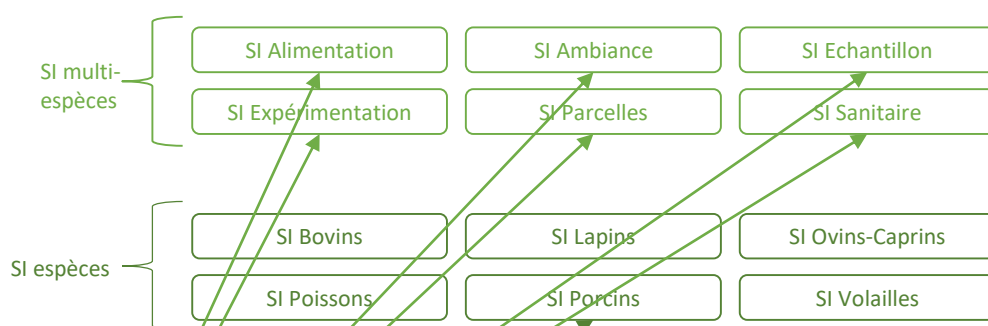 SI multi-
espèces
SI Alimentation
SI Ambiance
SI Echantillon
SI Expérimentation
SI Parcelles
SI Sanitaire
SI espèces
SI Bovins
SI Lapins
SI Ovins-Caprins
SI Poissons
SI Porcins
SI Volailles